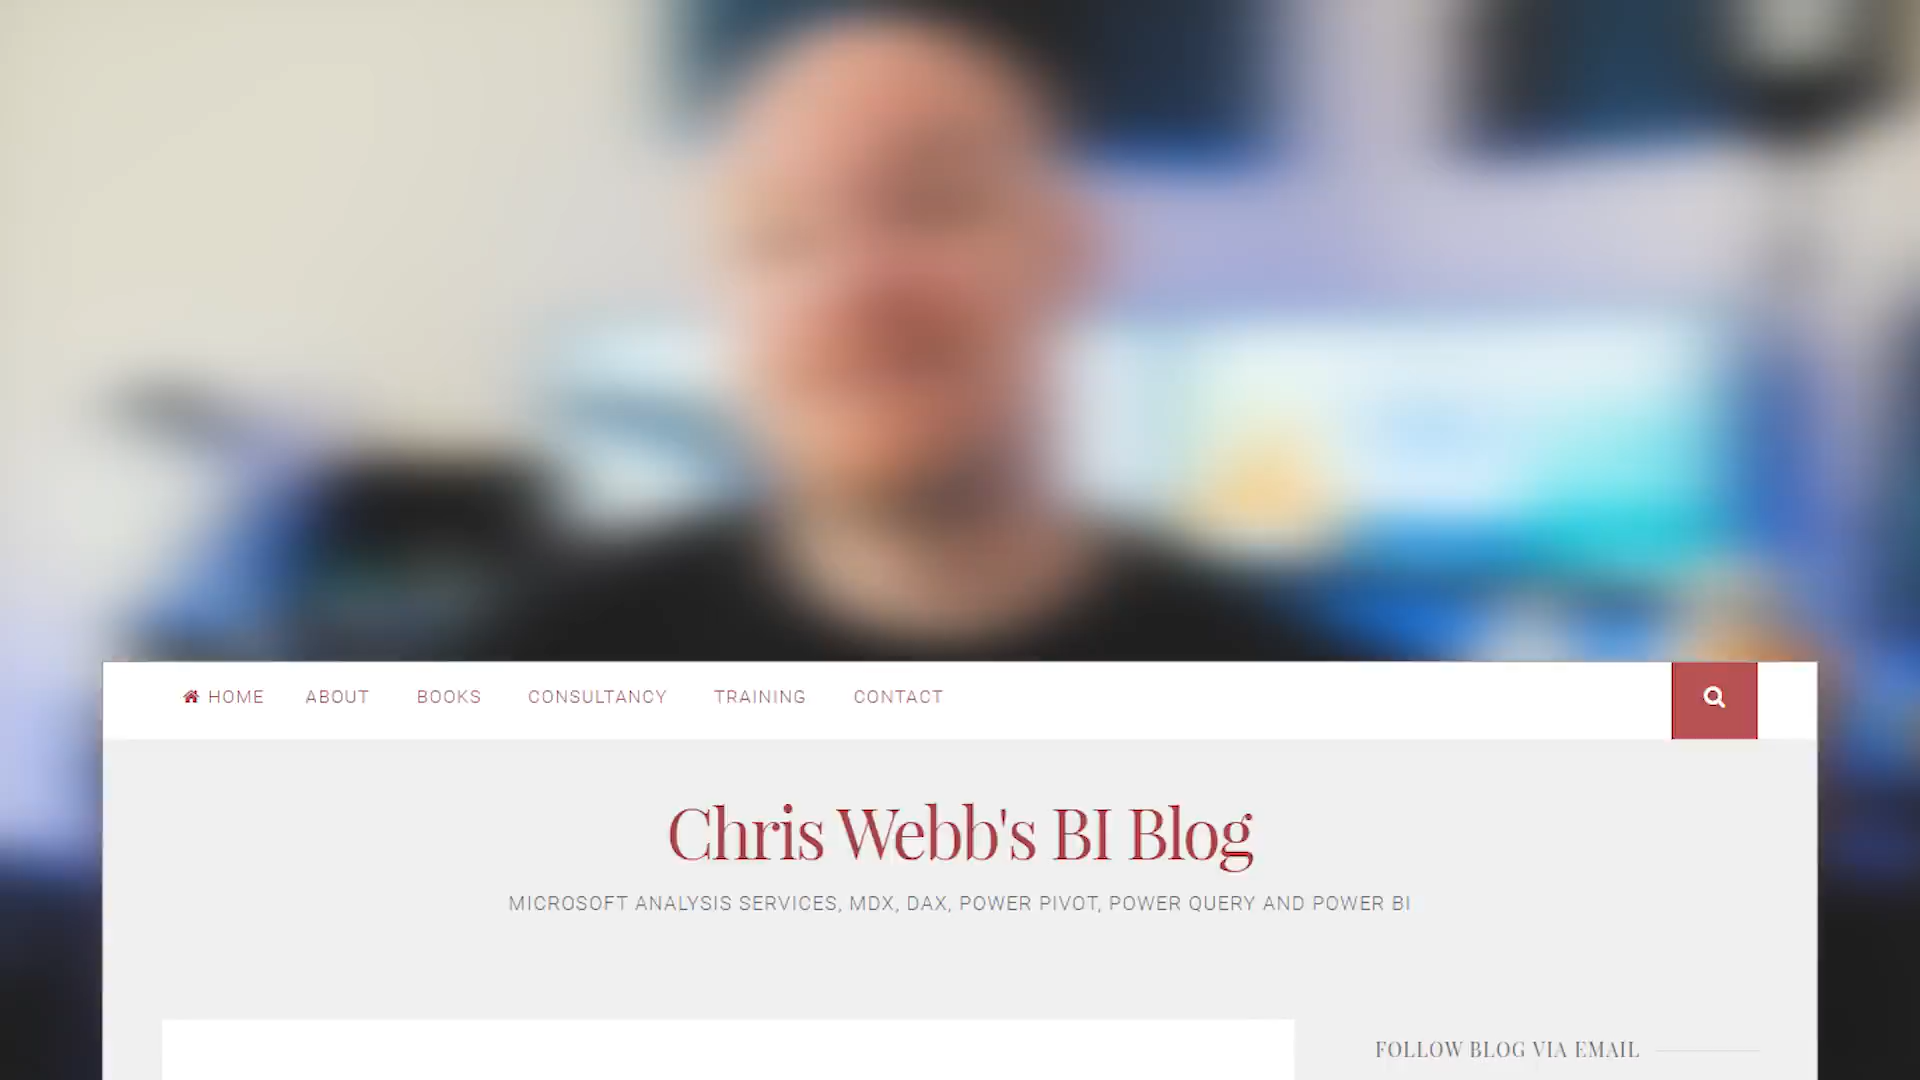 HOME ABOUT BOOKS CONSULTANCY TRAINING CONTACT
Chris Webb's BI Blog
MICROSOFT ANALYSIS SERVICES, MDX, DAX, POWER PIVOT, POWER QUERY AND POWER BI
FOLLOW BLOG VIA EMAIL